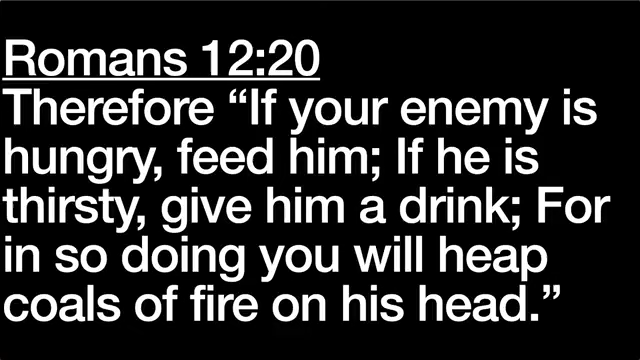 Romans 12:20
Therefore “If your enemy is
hungry, feed him; If he is
thirsty, give him a drink; For
in so doing you will heap
coals of fire on his head.”